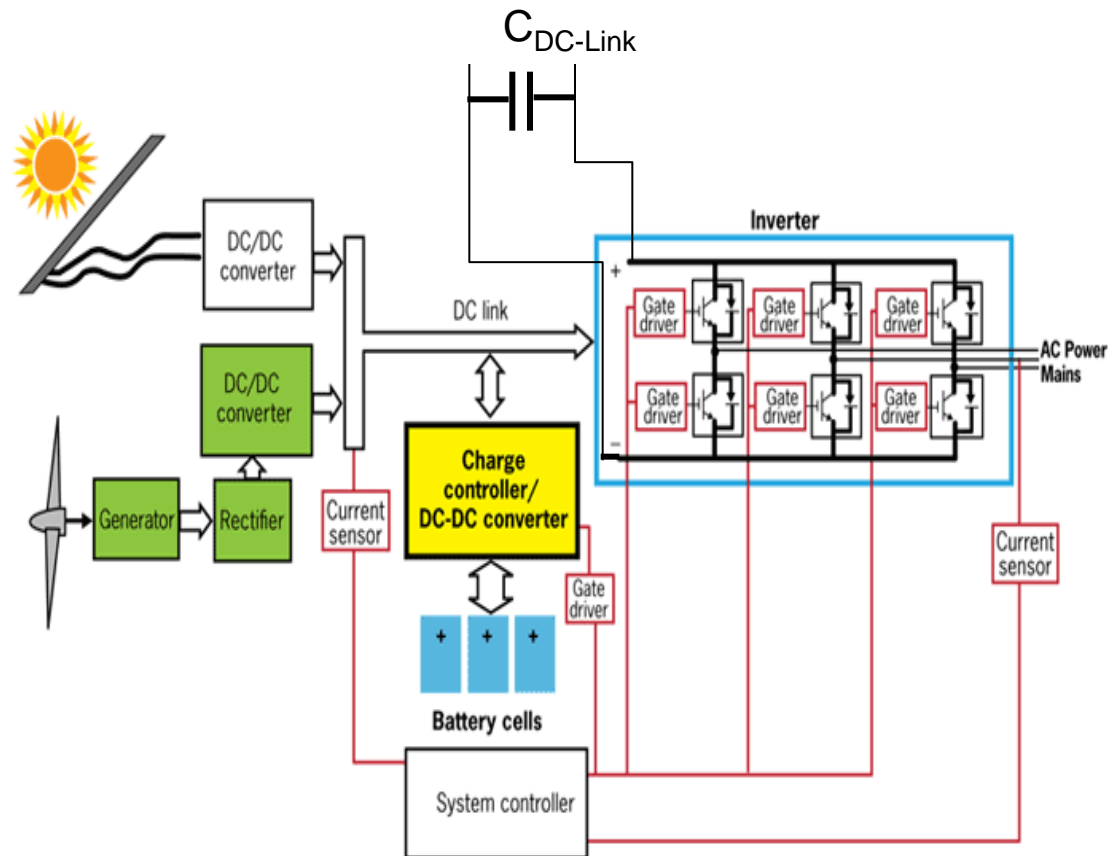 CDC-Link
Inverter
DC/DC
converter
+
DC link
Gate
driver
Gate
driver
Gate
driver
AC Power
Mains
DC/DC
converter
Gate
driver
Gate
driver
Gate
driver
–
Charge
controller/
DC-DC converter
Generator
Rectifier
Current
sensor
Current
sensor
Gate
driver
+ + +
Battery cells
System controller